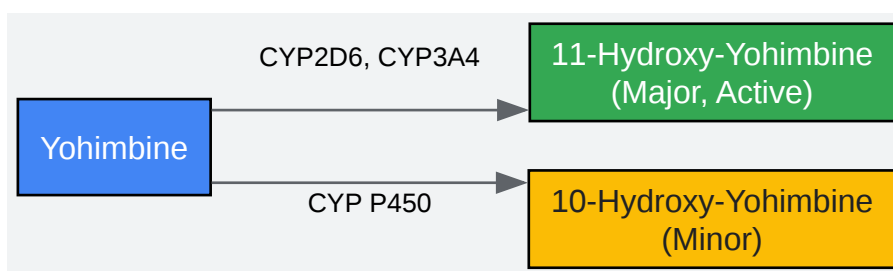 CYP2D6, CYP3A4
11-Hydroxy-Yohimbine
(Major, Active)
Yohimbine
CYP P450
10-Hydroxy-Yohimbine
(Minor)